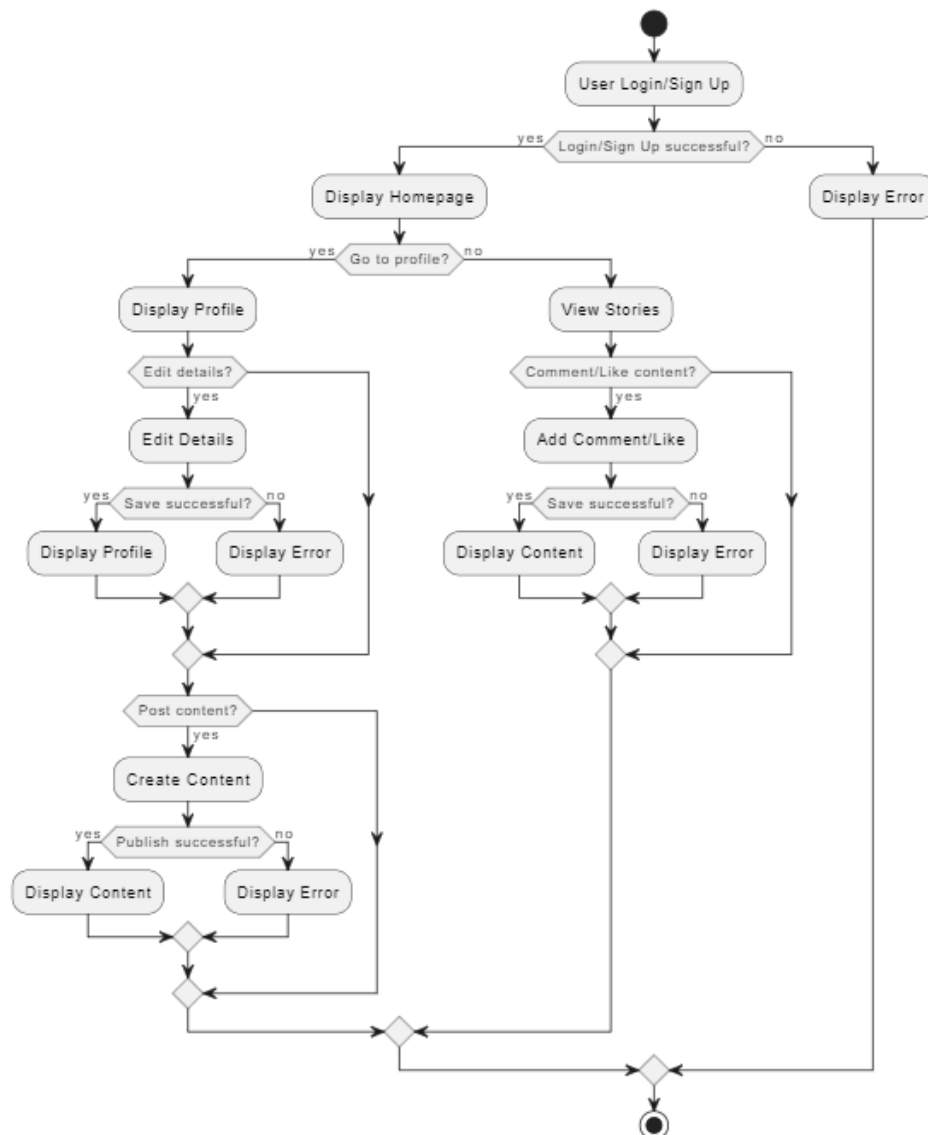 User Login/Sign Up
yes
Login/Sign Up successful?
no
Display Homepage
Display Error
yes
Go to profile?
no
Display Profile
View Stories
Edit details?
Comment/Like content?
yes
yes
Edit Details
Add Comment/Like
yes
Save successful?
no
yes
Save successful?
no
Display Profile
Display Error
Display Content
Display Error
Post content?
yes
Create Content
yes
Publish successful?
no
Display Content
Display Error